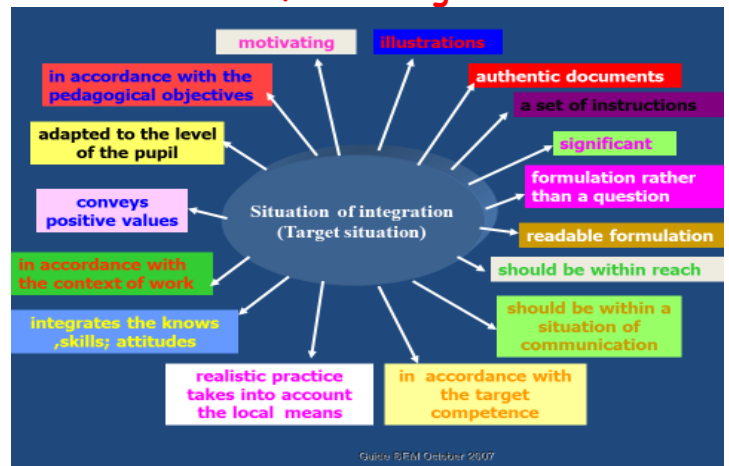 motivating
illustrations
in accordance with the
pedagogical objectives
authentic documents
a set of instructions
adapted to the level
of the pupil
significant
formulation rather
than a question
conveys
positive values
Situation of integration
(Target situation)
readable formulation
in accordance with
the context of work
should be within reach
integrates the knows
,skills; attitudes
should be within a
situation of
communication
realistic practice
takes into account
the local means
in accordance with
the target
competence
October 2007